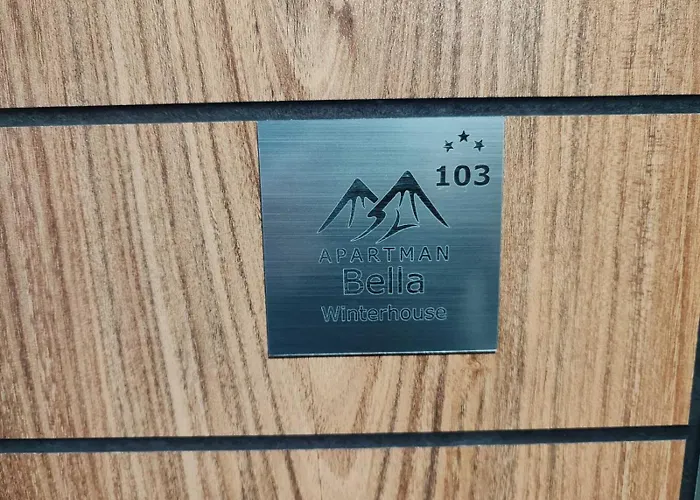 103
APARTMAN
Bella
Winterhouse